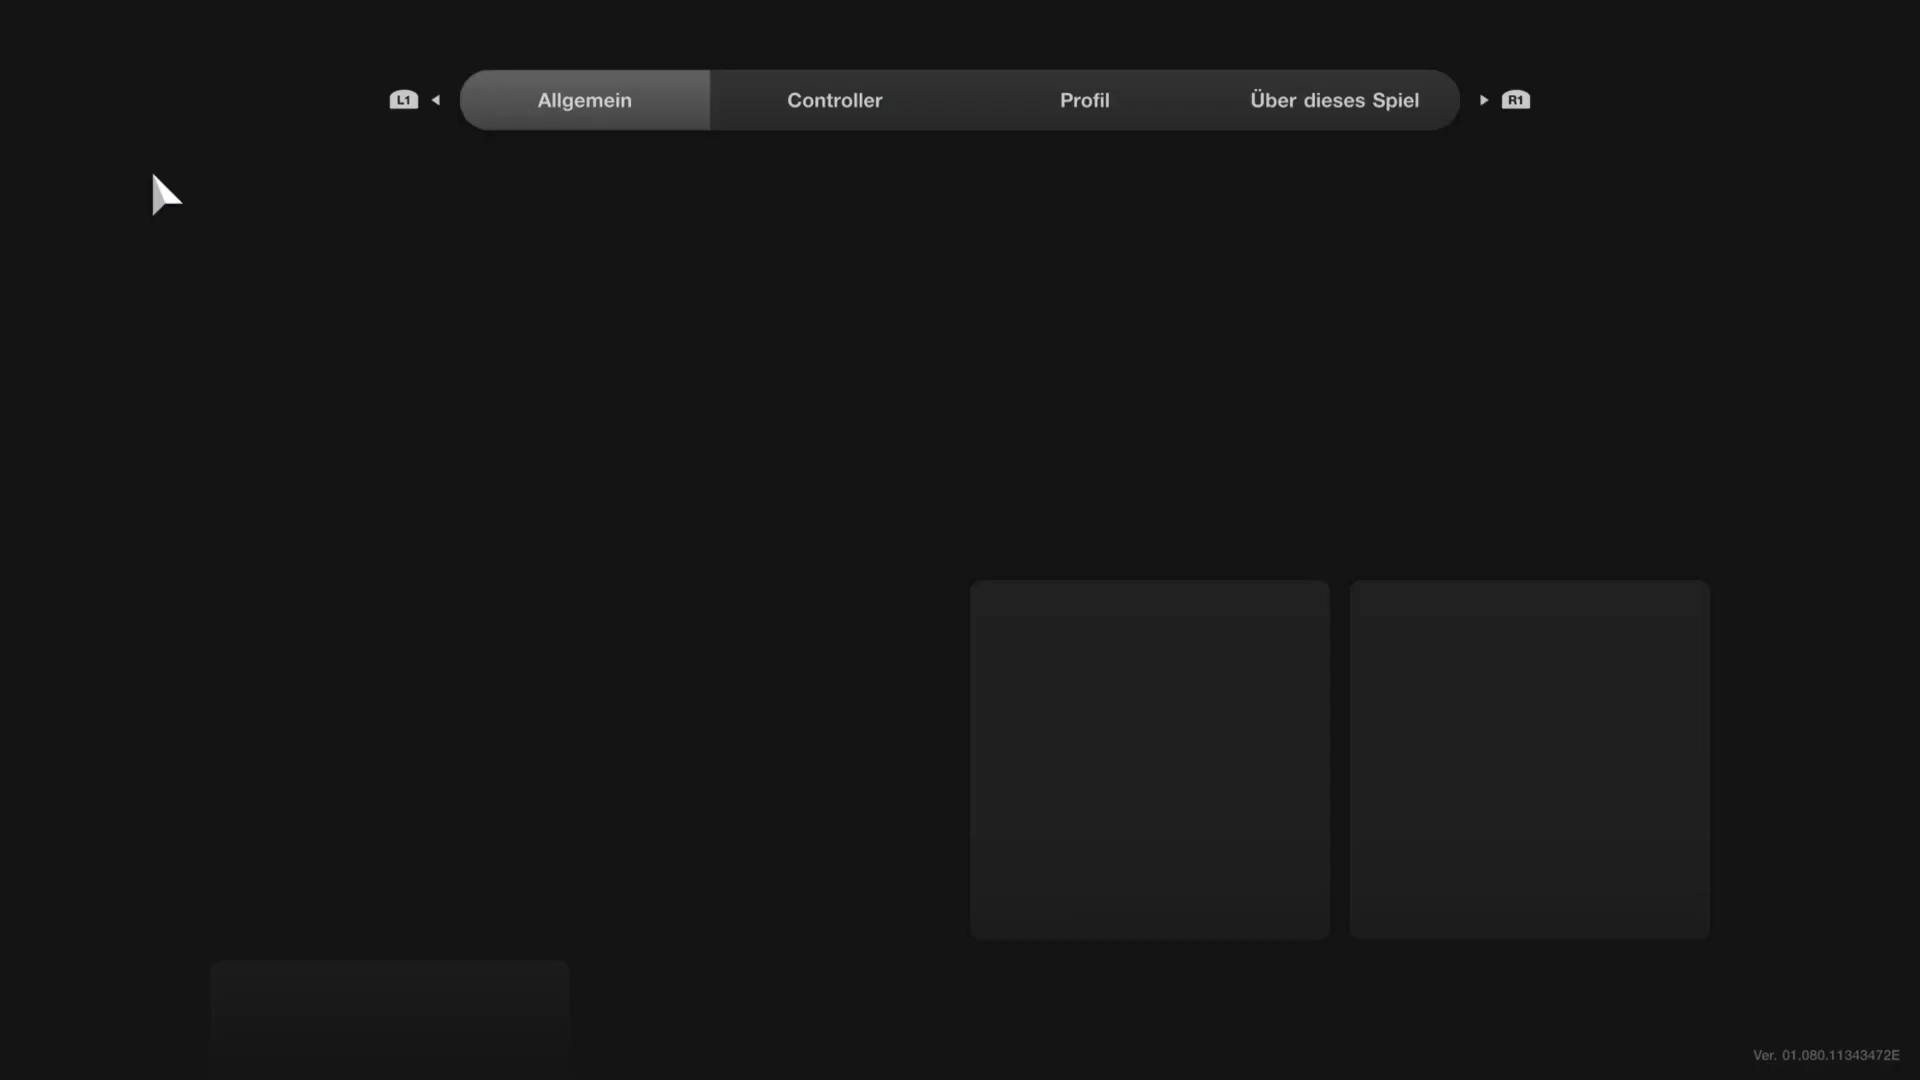 L1 Allgemein Controller Profil Über dieses Spiel R1
Ver. 01.080.11343472E